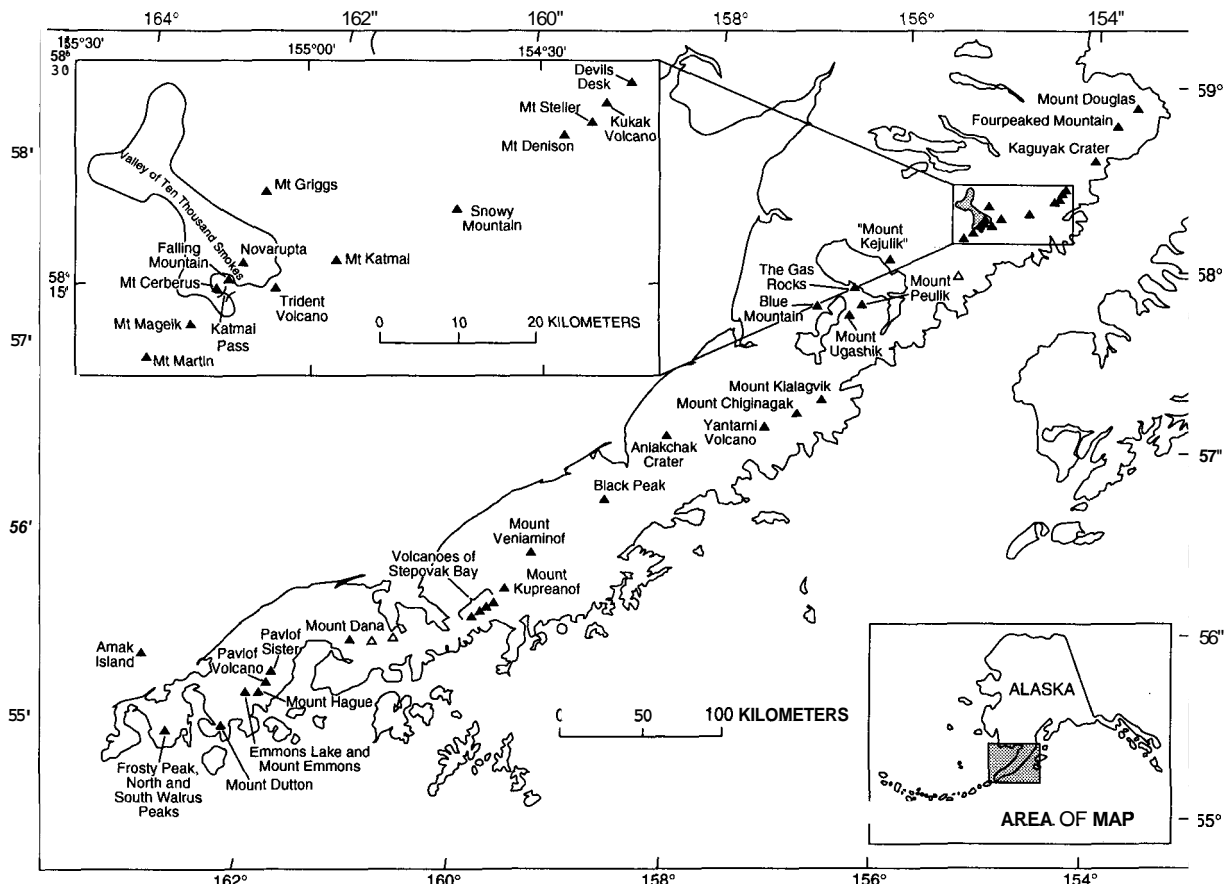 164° 162° 160° 158° 156° 154°
155°30' 155°00' 154°30'
58°
30
Devils
Desk
Mt Steller
Kukak
Volcano
Mt Denison
Valley of Ten Thousand Smokes
Mt Griggs
Snowy
Mountain
Falling
Mountain
Novarupta
Mt Katmai
Mt Cerberus
Trident
Volcano
Katmai
Pass
Mt Mageik
Mt Martin
58°
15'
0 10 20 KILOMETERS
59°
Mount Douglas
Fourpeaked Mountain
Kaguyak Crater
58'
58°
"Mount
Kejulik"
The Gas
Rocks
Mount
Peulik
Blue
Mountain
Mount
Ugashik
57'
Mount Kialagvik
Mount Chiginagak
Yantarni
Volcano
Aniakchak
Crater
57"
Black Peak
56'
Mount
Veniaminof
Volcanoes of
Stepovak Bay
Mount
Kupreanof
Mount Dana
Pavlof
Sister
Amak
Island
Pavlof
Volcano
Mount Hague
56"
55'
Emmons Lake and
Mount Emmons
Frosty Peak,
North and
South Walrus
Peaks
Mount Dutton
0 50 100 KILOMETERS
ALASKA
AREA OF MAP
55°
162° 160° 158° 156° 154°